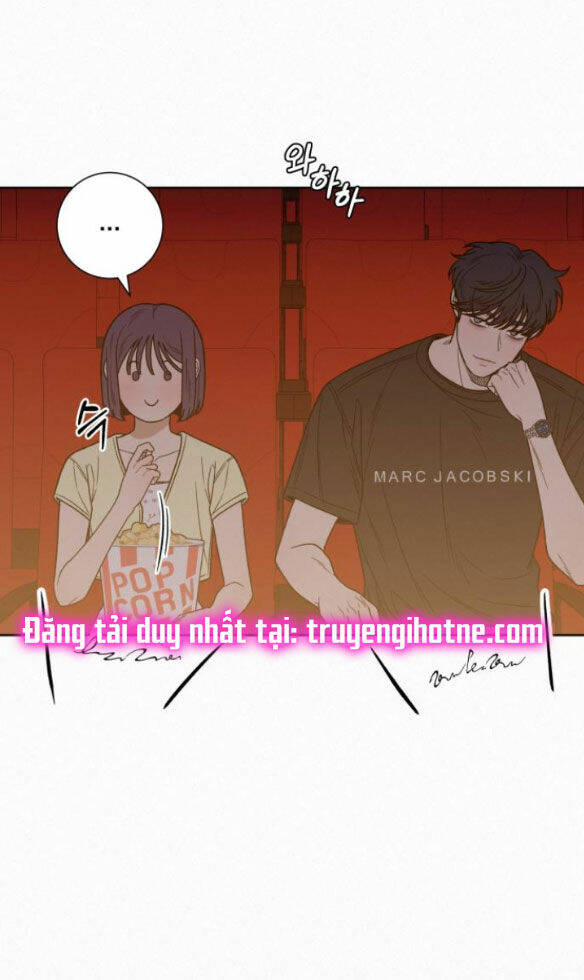 와하하
...
슥
MARC JACOBSKI
POP
CORN
Đăng tải duy nhất tại: truyengihotne.com